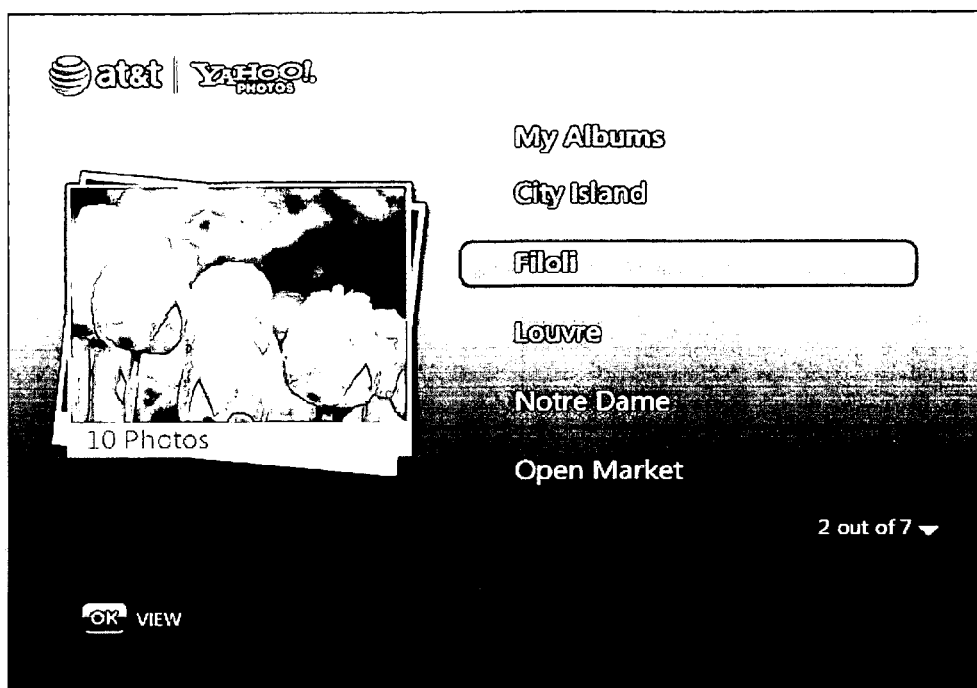 at&t | YAHOO! PHOTOS
My Albums
City Island
Filoli
Louvre
Notre Dame
Open Market
10 Photos
2 out of 7
OK VIEW